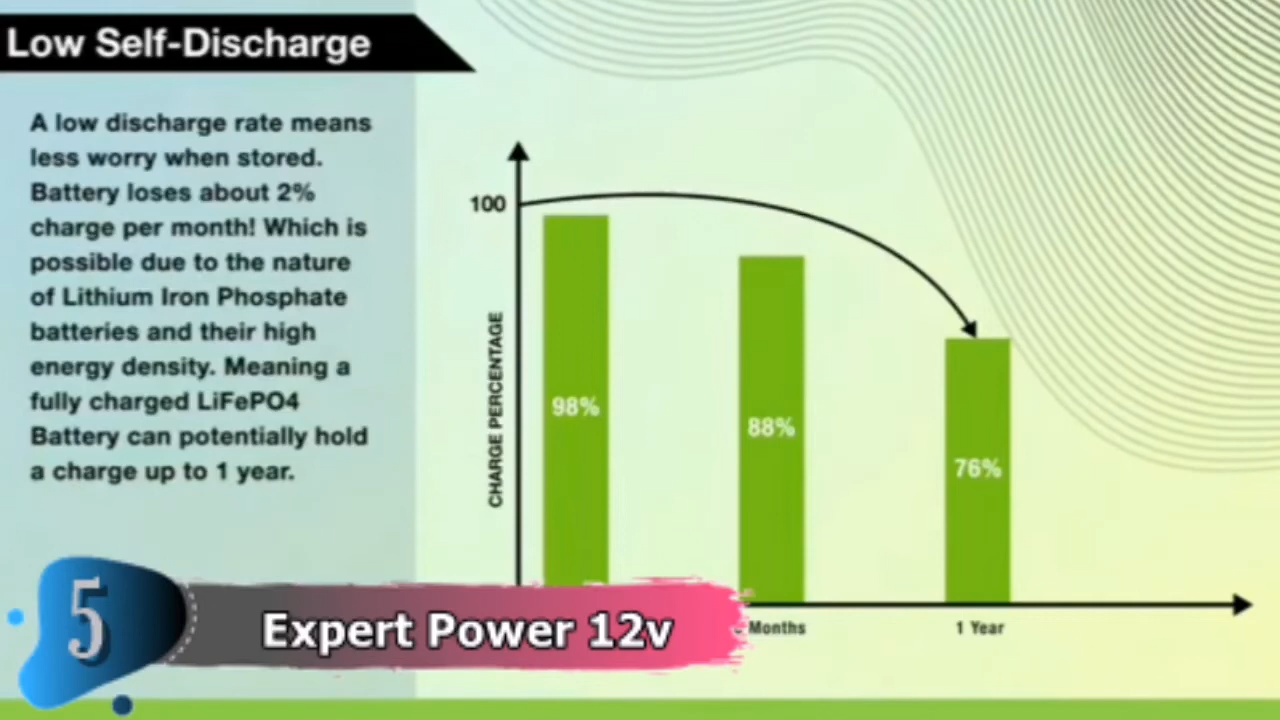 Low Self-Discharge
A low discharge rate means
less worry when stored.
Battery loses about 2%
charge per month! Which is
possible due to the nature
of Lithium Iron Phosphate
batteries and their high
energy density. Meaning a
fully charged LiFePO4
Battery can potentially hold
a charge up to 1 year.
100
CHARGE PERCENTAGE
98%
88%
76%
Months
1 Year
5
Expert Power 12v